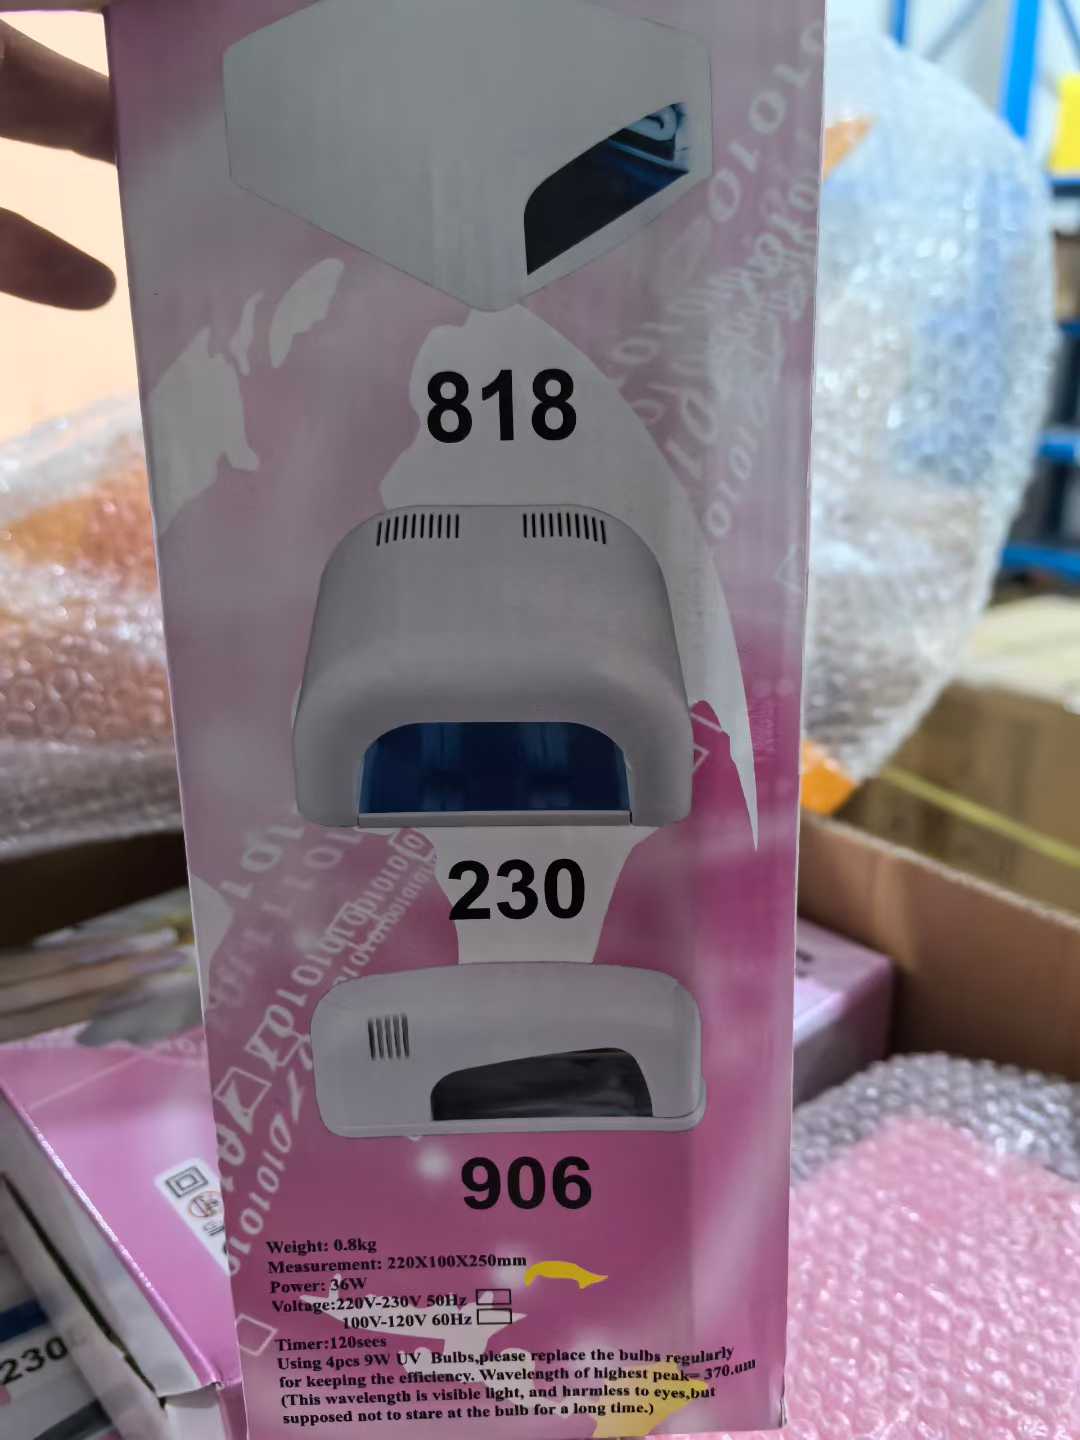 818
230
906
Weight: 0.8kg
Measurement: 220X100X250mm
Power: 36W
Voltage:220V-230V 50Hz
100V-120V 60Hz
Timer:120sees
Using 4pcs 9W UV Bulbs,please replace the bulbs regularly
for keeping the efficiency. Wavelength of highest peak= 370.um
(This wavelength is visible light, and harmless to eyes,but
supposed not to stare at the bulb for a long time.)
230